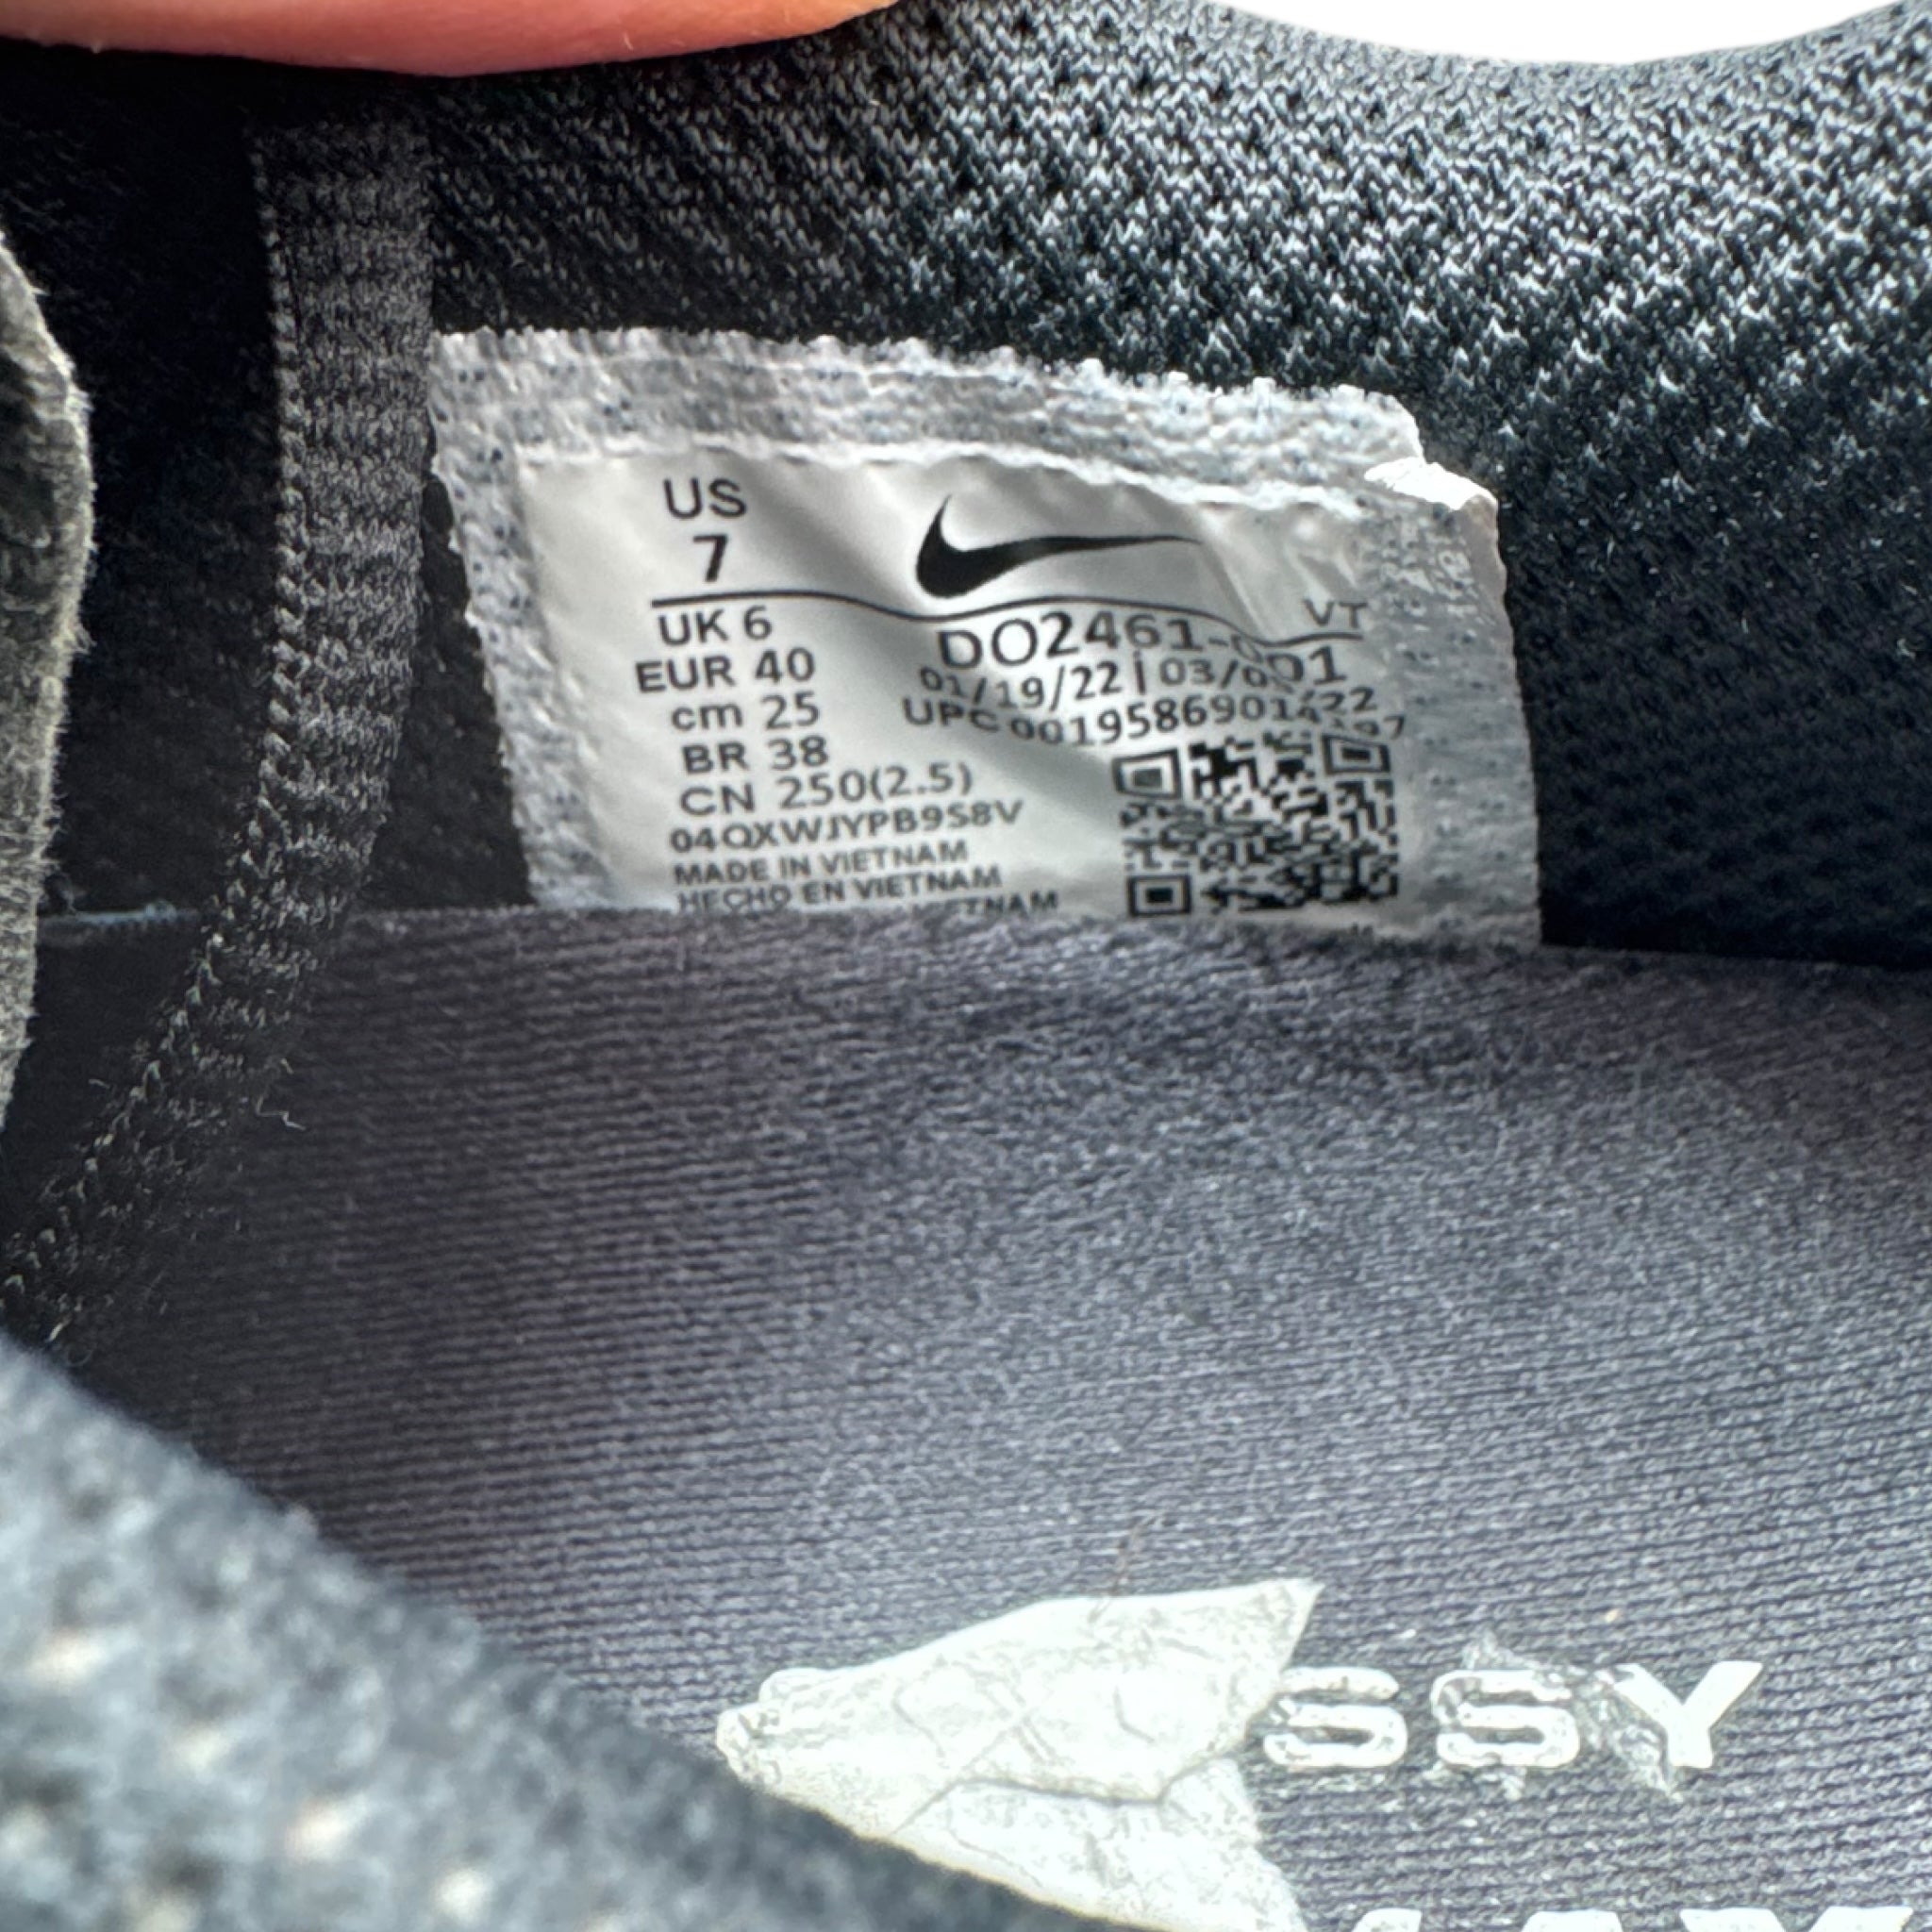 US
7
VT
UK 6
DO2461-001
EUR 40
01/19/22
cm 25
UPC
BR 38
CN 250(2.5)
04QXWJYPB9S8V
MADE IN VIETNAM
HECHO EN VIETNAM
SSY